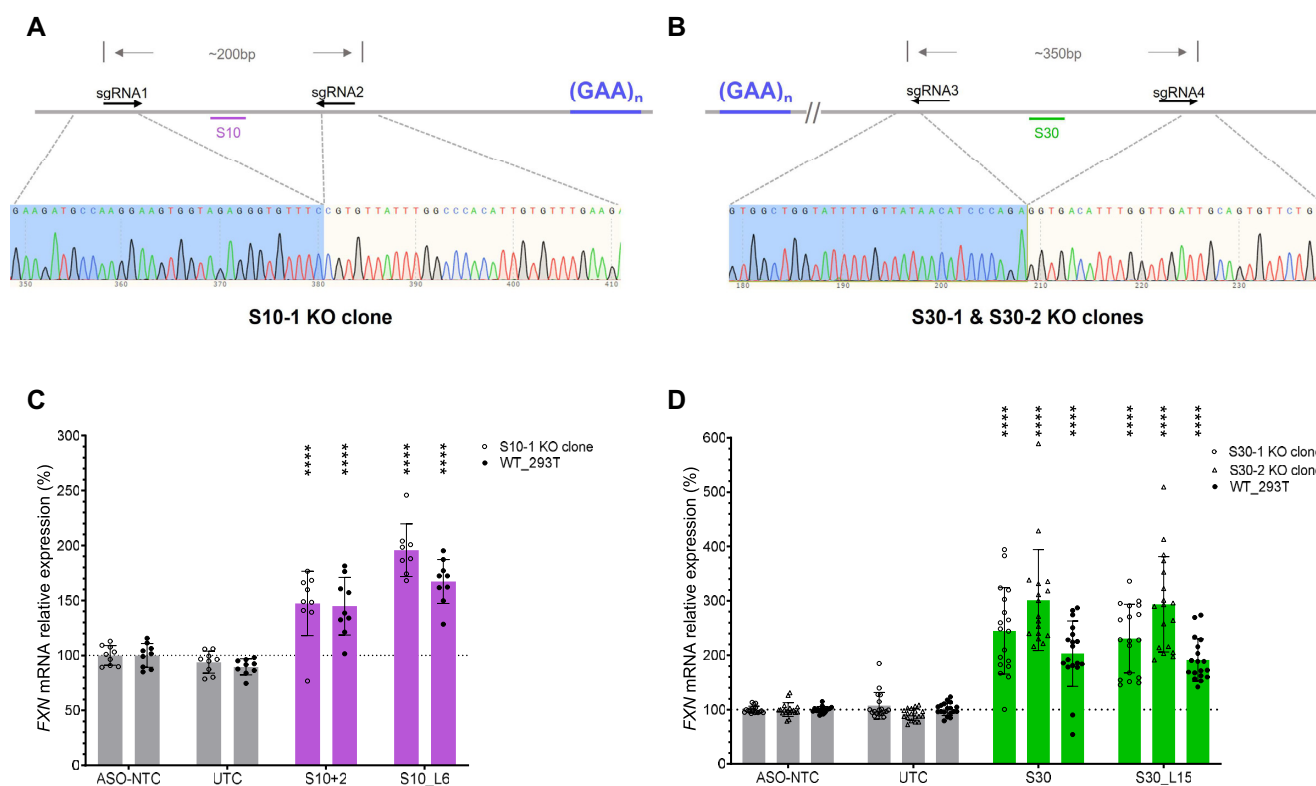 A
~200bp
sgRNA1
sgRNA2
(GAA)n
S10
GAAGATGCCAAGGAAGTGGTAGAGGGTGTTTCCGTGTTATTTGGCCCACATTGTGTTTGAAGA
350 360 370 380 390 400 410
S10-1 KO clone
B
~350bp
(GAA)n
//
sgRNA3
sgRNA4
S30
GTGGCTGGTATTTTGTTATAACATCCCAGAGGTGACATTTGGTTGATTGCAGTGTTCTG
180 190 200 210 220 230
S30-1 & S30-2 KO clones
C
FXN mRNA relative expression (%)
300
250
200
150
100
50
0
**** **** **** ****
S10-1 KO clone
WT_293T
ASO-NTC UTC S10+2 S10_L6
D
FXN mRNA relative expression (%)
600
500
400
300
200
100
0
**** **** **** **** **** ****
S30-1 KO clone
S30-2 KO clone
WT_293T
ASO-NTC UTC S30 S30_L15